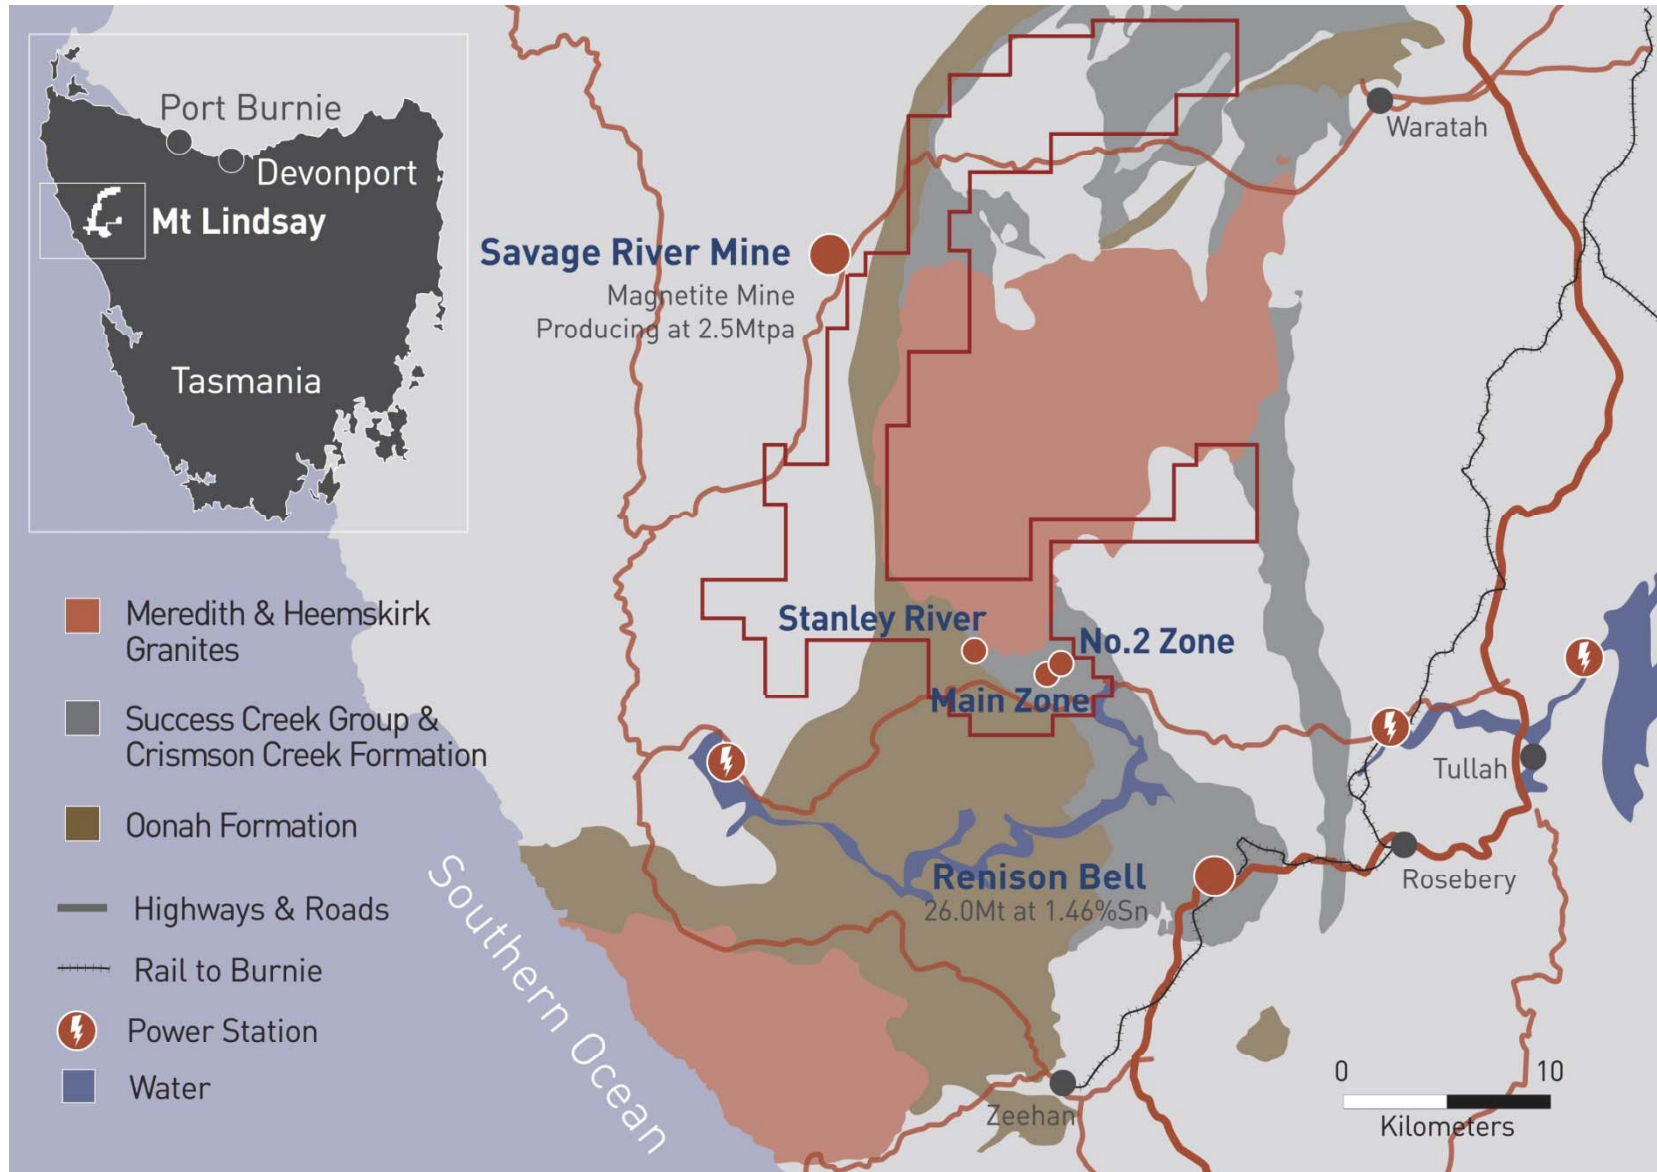 Port Burnie
Devonport
Mt Lindsay
Tasmania
Waratah
Savage River Mine
Magnetite Mine
Producing at 2.5Mtpa
Stanley River
No.2 Zone
Main Zone
Tullah
Rosebery
Renison Bell
26.0Mt at 1.46%Sn
Zeehan
Southern Ocean
Meredith & Heemskirk
Granites
Success Creek Group &
Crismson Creek Formation
Oonah Formation
Highways & Roads
Rail to Burnie
Power Station
Water
0 10
Kilometers